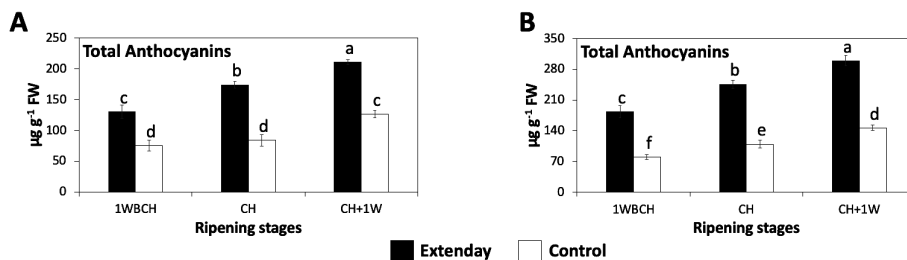 A
Total Anthocyanins
µg g⁻¹ FW
250
200
150
100
50
0
c
d
b
d
a
c
1WBCH
CH
CH+1W
Ripening stages
B
Total Anthocyanins
µg g⁻¹ FW
350
280
210
140
70
0
c
f
b
e
a
d
1WBCH
CH
CH+1W
Ripening stages
Extenday
Control